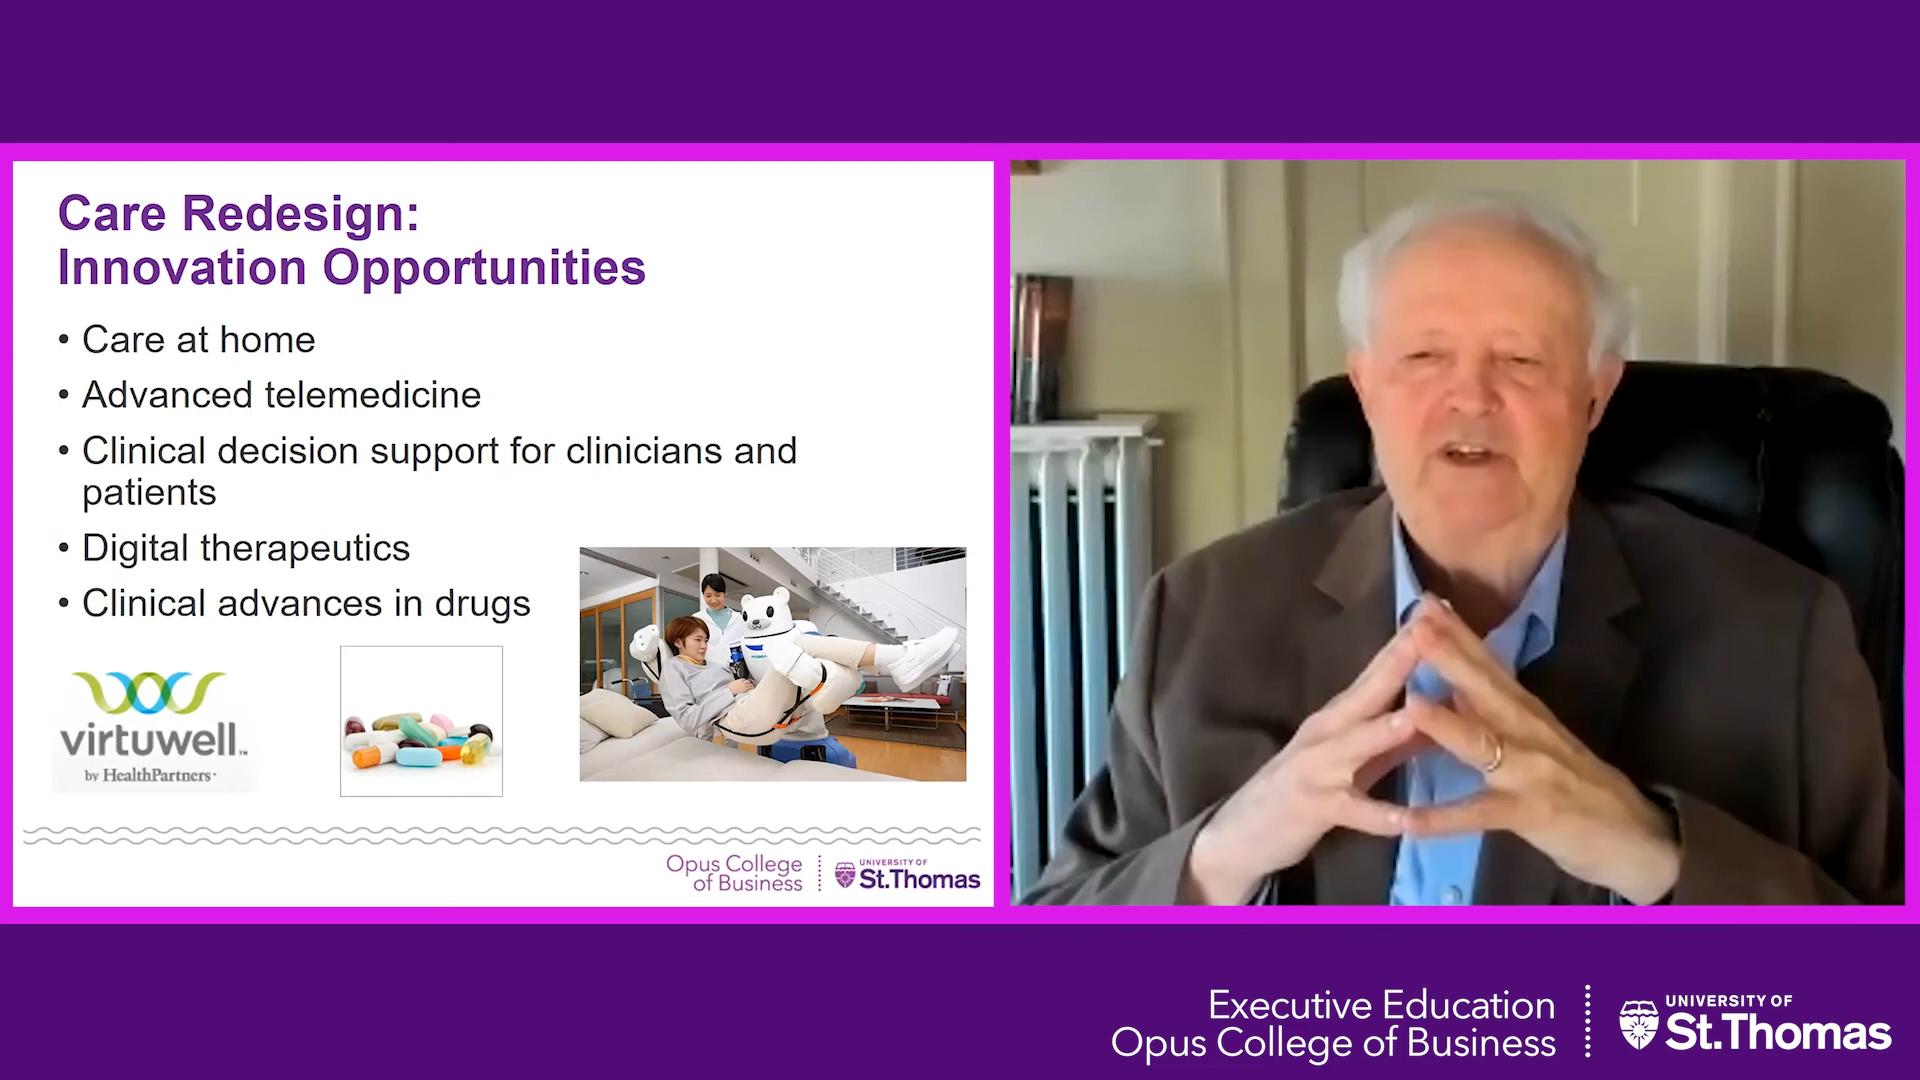 Care Redesign:
Innovation Opportunities
• Care at home
• Advanced telemedicine
• Clinical decision support for clinicians and
patients
• Digital therapeutics
• Clinical advances in drugs
virtuwell™
by HealthPartners
Opus College
of Business
UNIVERSITY OF
St.Thomas
Executive Education
Opus College of Business
UNIVERSITY OF
St.Thomas